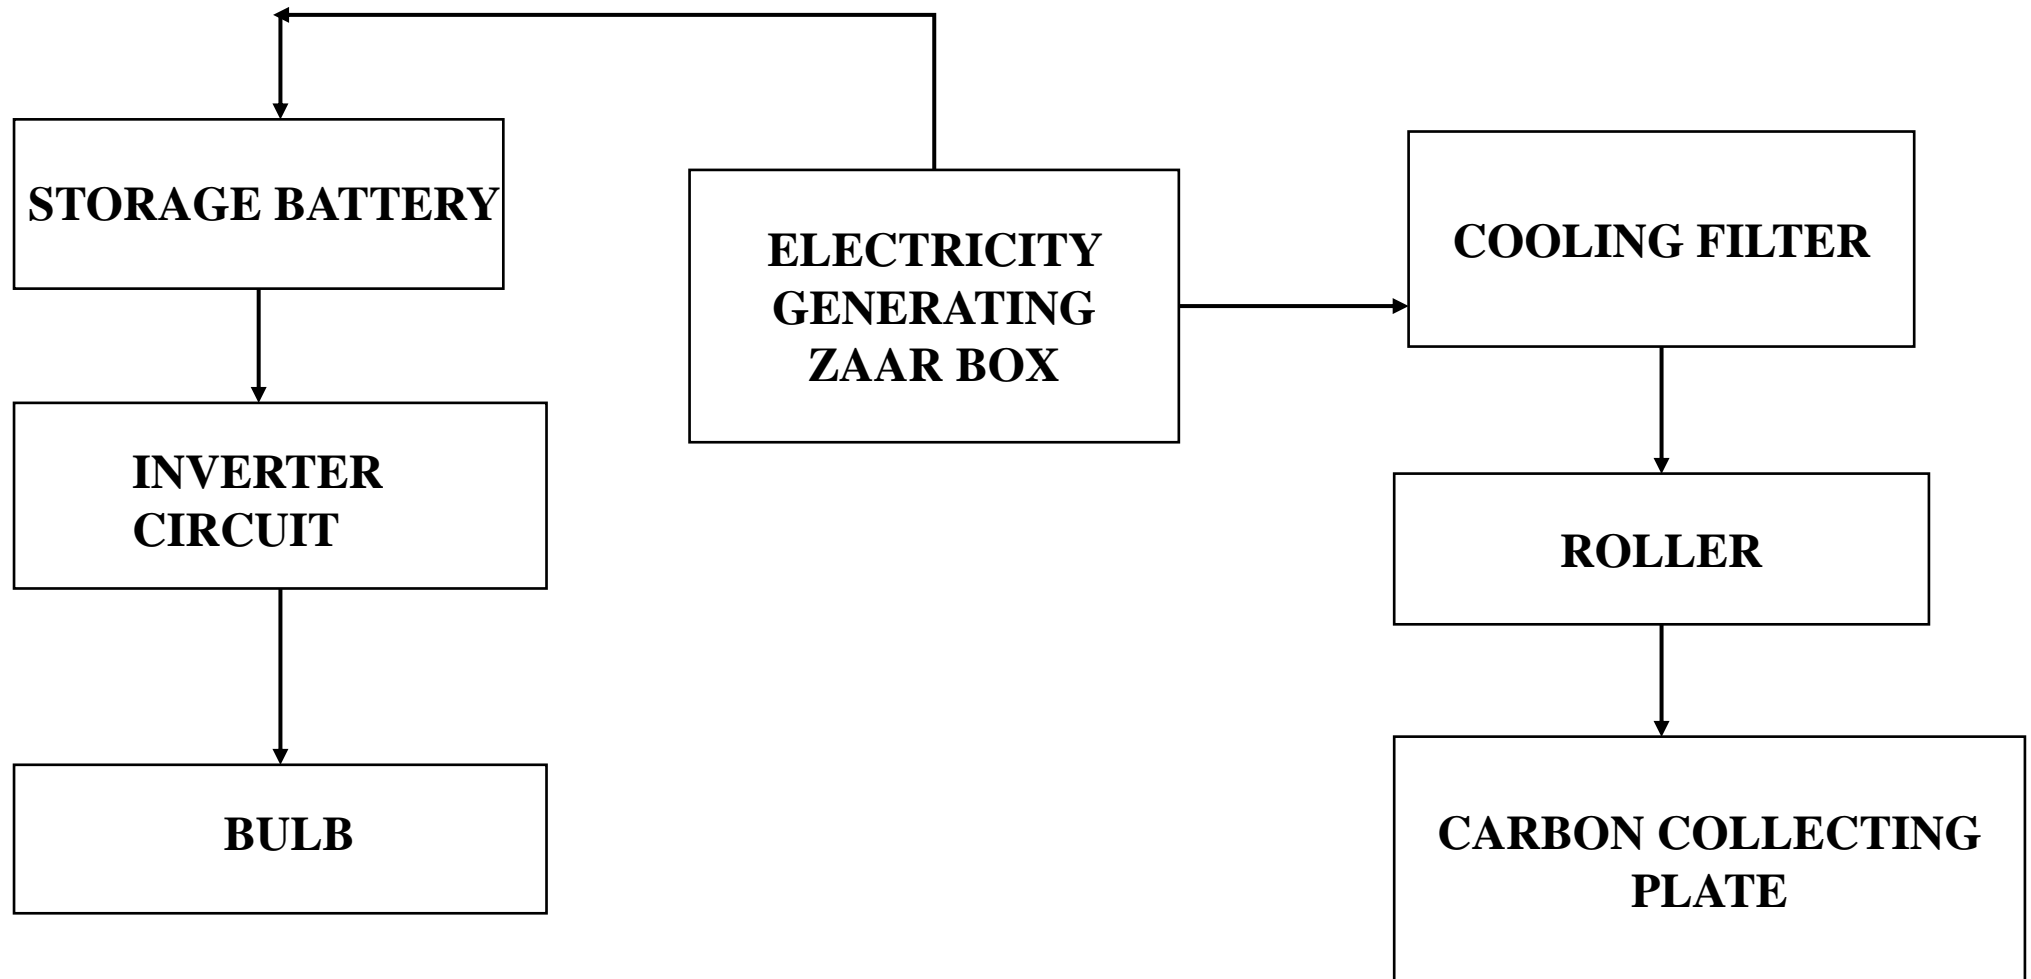 STORAGE BATTERY
ELECTRICITY
GENERATING
ZAAR BOX
COOLING FILTER
INVERTER
CIRCUIT
ROLLER
BULB
CARBON COLLECTING
PLATE